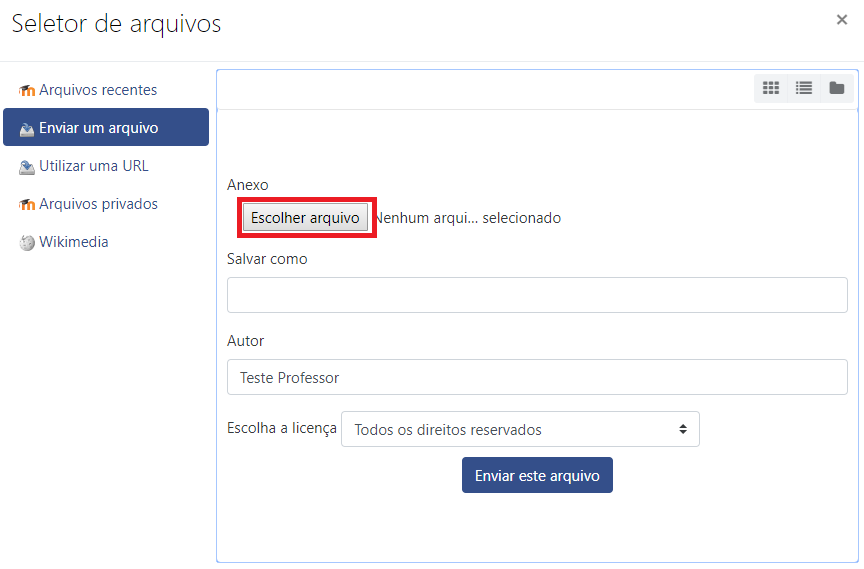 Seletor de arquivos
×
Arquivos recentes
Enviar um arquivo
Utilizar uma URL
Arquivos privados
Wikimedia
Anexo
Escolher arquivo Nenhum arqui... selecionado
Salvar como
Autor
Teste Professor
Escolha a licença Todos os direitos reservados
Enviar este arquivo